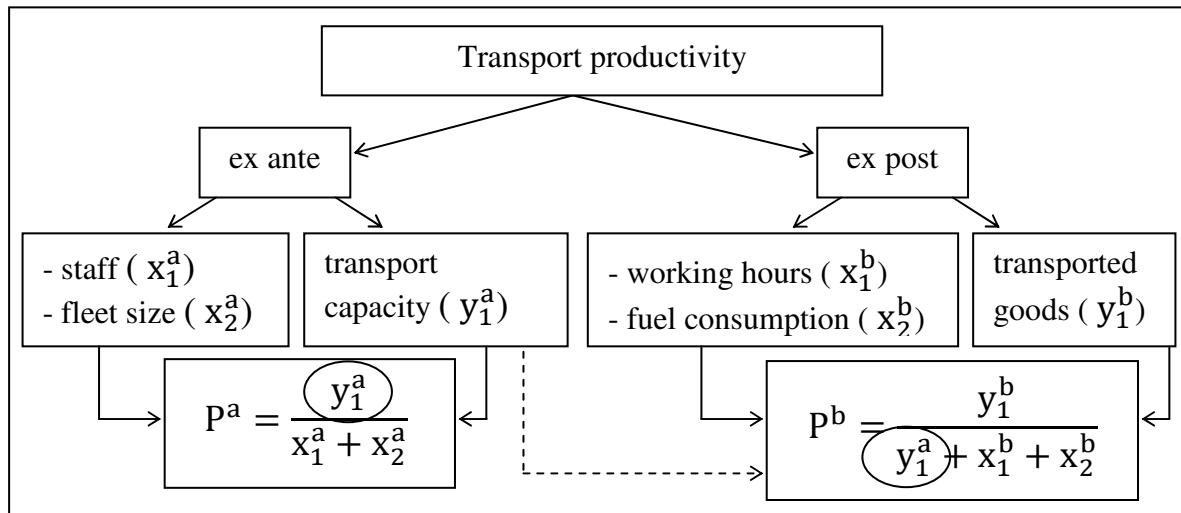 Transport productivity
ex ante
ex post
- staff ( x₁ᵃ)
- fleet size ( x₂ᵃ)
transport
capacity ( y₁ᵃ)
- working hours ( x₁ᵇ)
- fuel consumption ( x₂ᵇ)
transported
goods ( y₁ᵇ)
Pᵃ = y₁ᵃ / x₁ᵃ + x₂ᵃ
Pᵇ = y₁ᵇ / y₁ᵃ + x₁ᵇ + x₂ᵇ